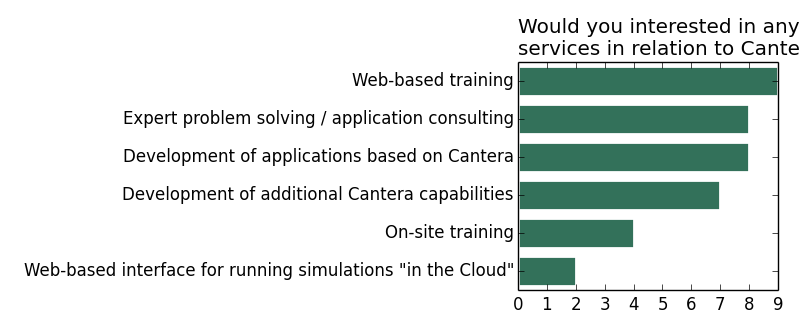 Would you interested in any
services in relation to Cante
Web-based training
Expert problem solving / application consulting
Development of applications based on Cantera
Development of additional Cantera capabilities
On-site training
Web-based interface for running simulations "in the Cloud"
0 1 2 3 4 5 6 7 8 9